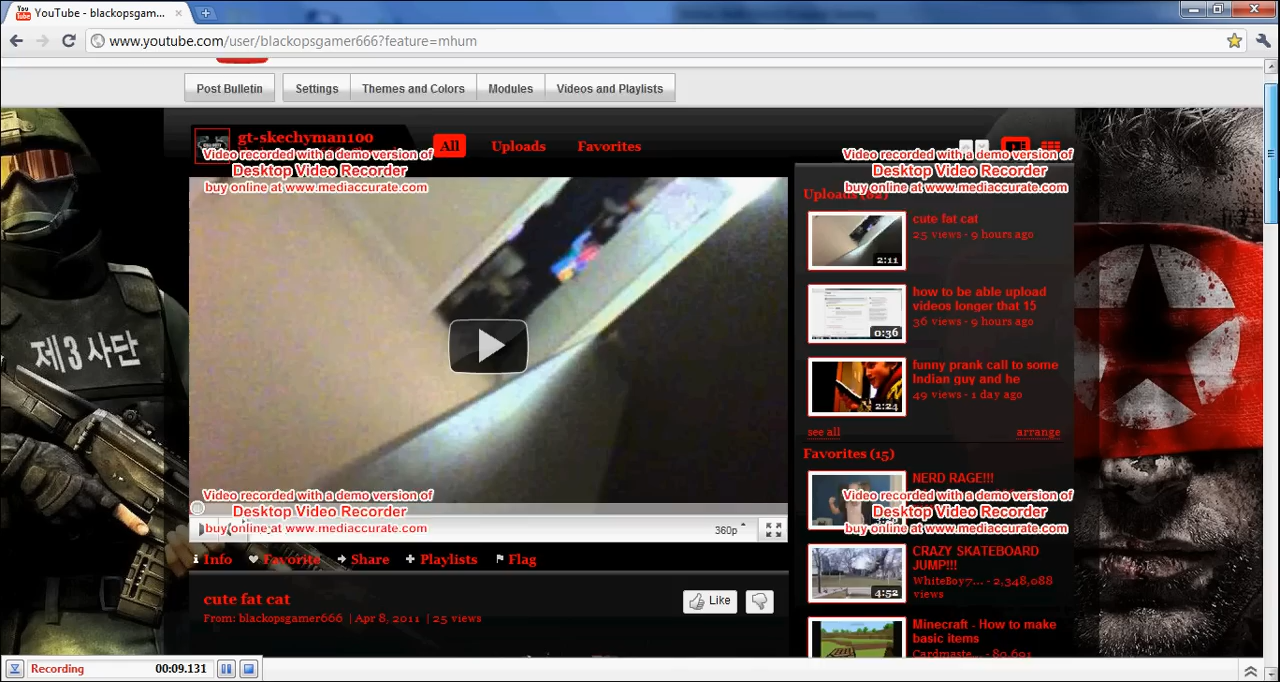 YouTube - blackopsgam...
www.youtube.com/user/blackopsgamer666?feature=mhum
Post Bulletin
Settings
Themes and Colors
Modules
Videos and Playlists
gt-skechyman100
All
Uploads
Favorites
Video recorded with a demo version of
Desktop Video Recorder
buy online at www.mediaccurate.com
Video recorded with a demo version of
Desktop Video Recorder
buy online at www.mediaccurate.com
Uploads (62)
cute fat cat
25 views - 9 hours ago
2:11
how to be able upload
videos longer that 15
36 views - 9 hours ago
0:36
funny prank call to some
Indian guy and he
49 views - 1 day ago
2:24
see all
arrange
제3사단
Favorites (15)
NERD RAGE!!!
Video recorded with a demo version of
Desktop Video Recorder
buy online at www.mediaccurate.com
Video recorded with a demo version of
Desktop Video Recorder
buy online at www.mediaccurate.com
360p
CRAZY SKATEBOARD
JUMP!!!
WhiteBoy7... - 2,348,088
views
4:52
Info
Favorite
Share
Playlists
Flag
cute fat cat
From: blackopsgamer666 | Apr 8, 2011 | 25 views
Like
Minecraft - How to make
basic items
Cardmaste... - 80,691
Recording
00:09.131